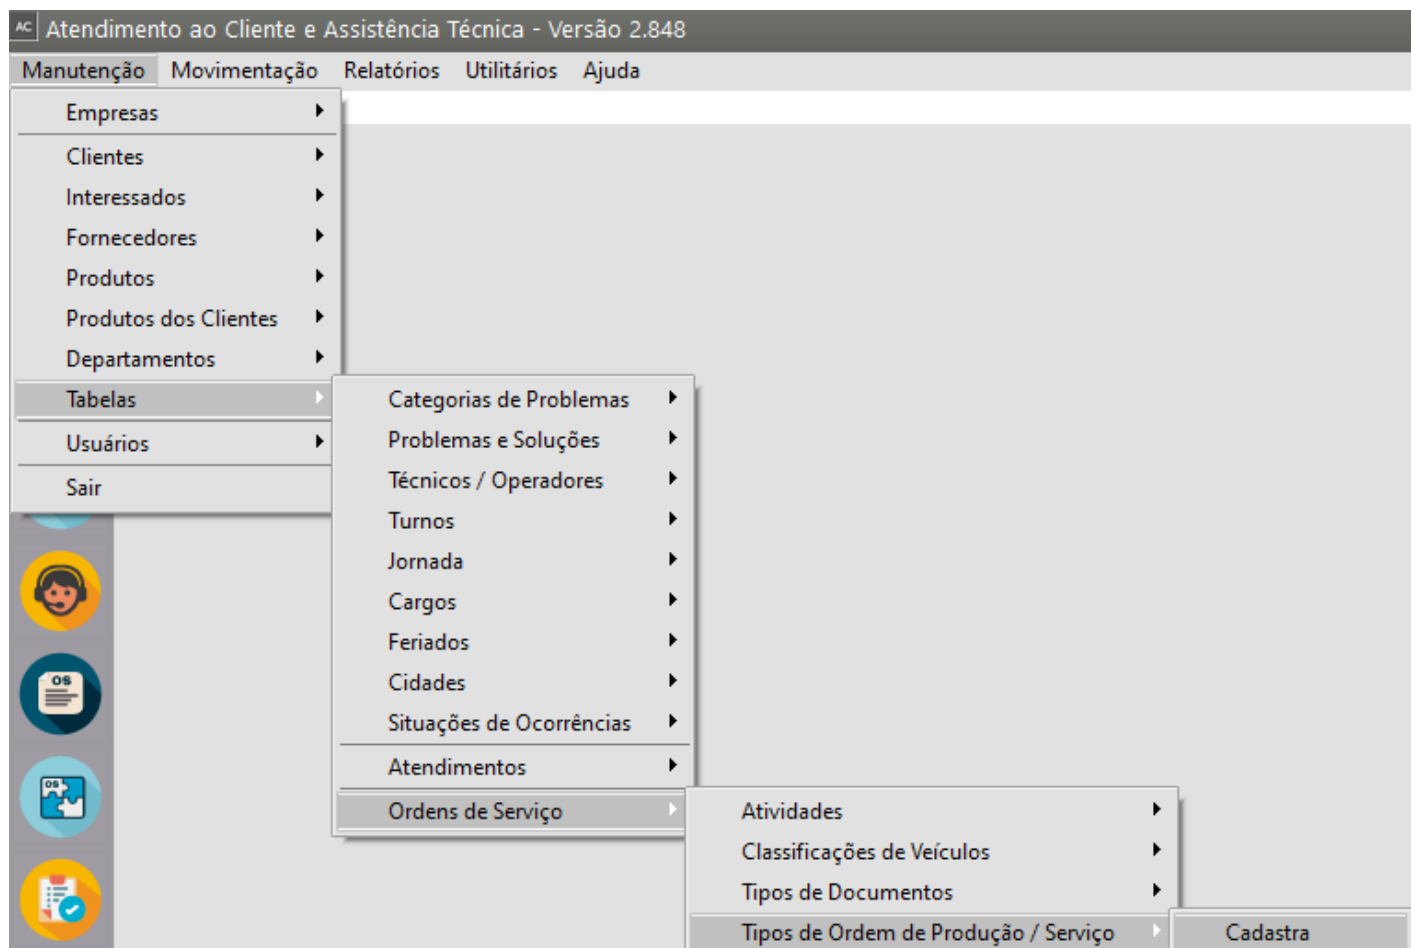 AC Atendimento ao Cliente e Assistência Técnica - Versão 2.848
Manutenção Movimentação Relatórios Utilitários Ajuda
Empresas
Clientes
Interessados
Fornecedores
Produtos
Produtos dos Clientes
Departamentos
Tabelas
Usuários
Sair
Categorias de Problemas
Problemas e Soluções
Técnicos / Operadores
Turnos
Jornada
Cargos
Feriados
Cidades
Situações de Ocorrências
Atendimentos
Ordens de Serviço
Atividades
Classificações de Veículos
Tipos de Documentos
Tipos de Ordem de Produção / Serviço
Cadastra
OS
OS